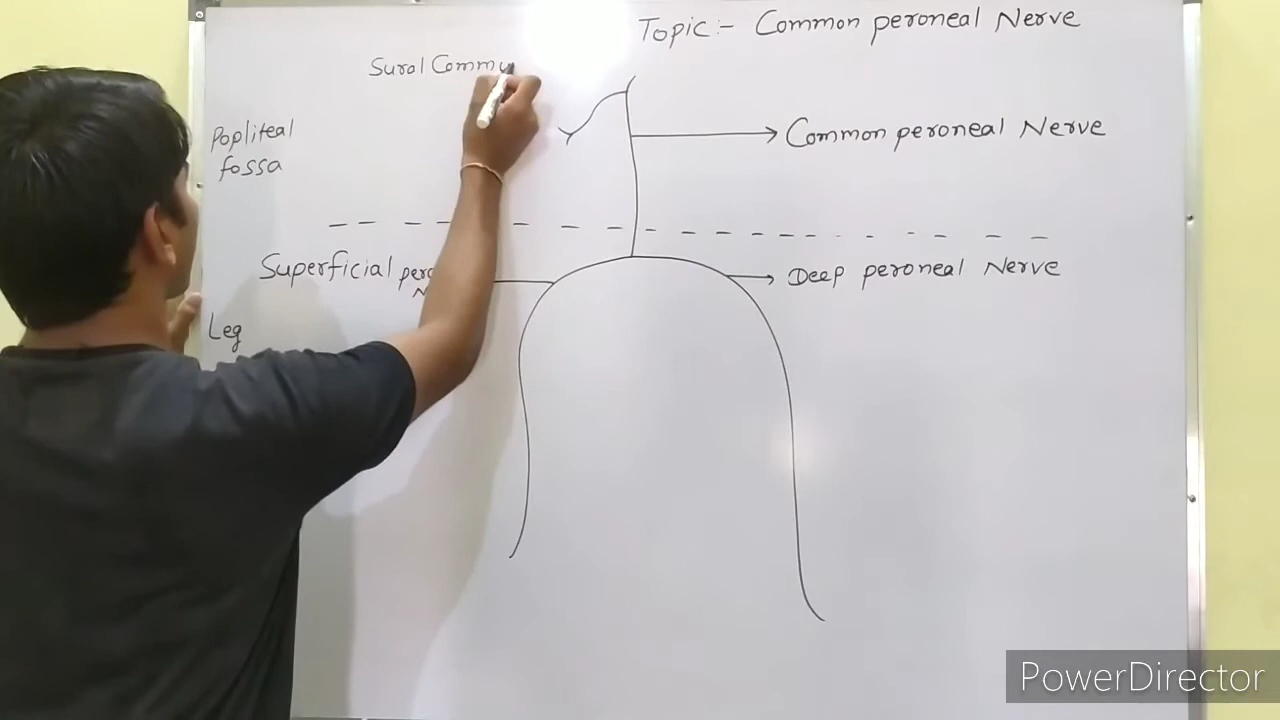 Topic:- Common peroneal Nerve
Sural Commu
Popliteal
fossa
Common peroneal Nerve
Superficial
Deep peroneal Nerve
Leg
PowerDirector